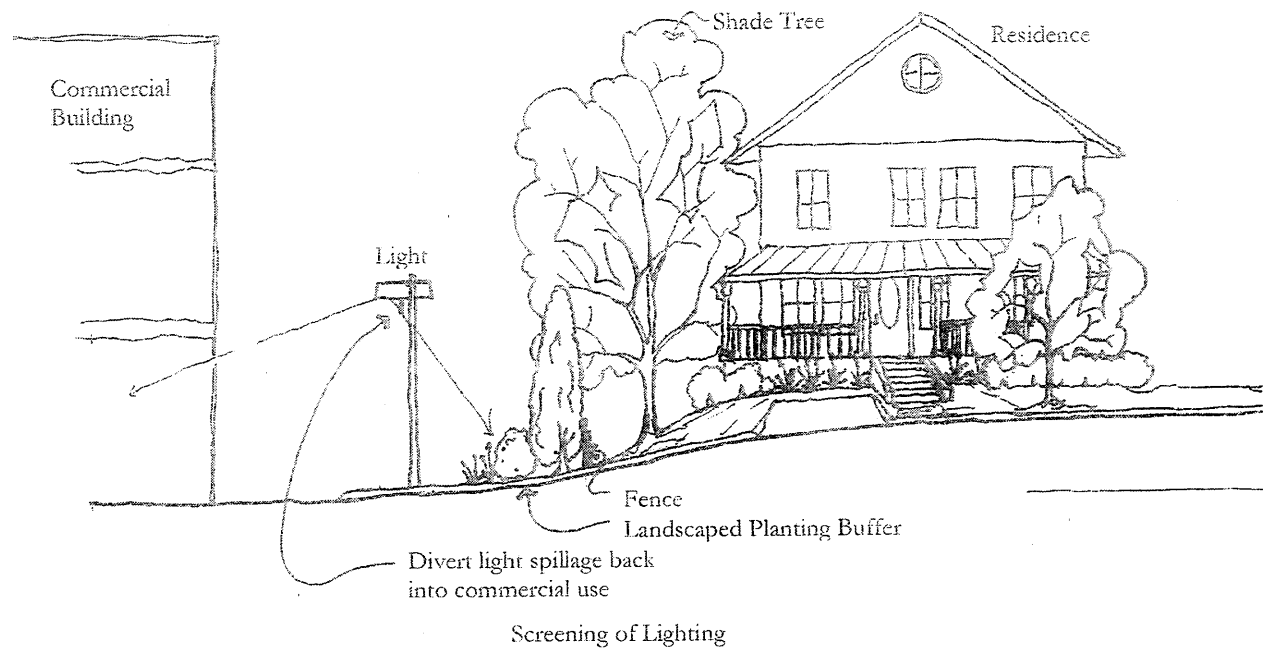 Shade Tree
Residence
Commercial
Building
Light
Fence
Landscaped Planting Buffer
Divert light spillage back
into commercial use
Screening of Lighting